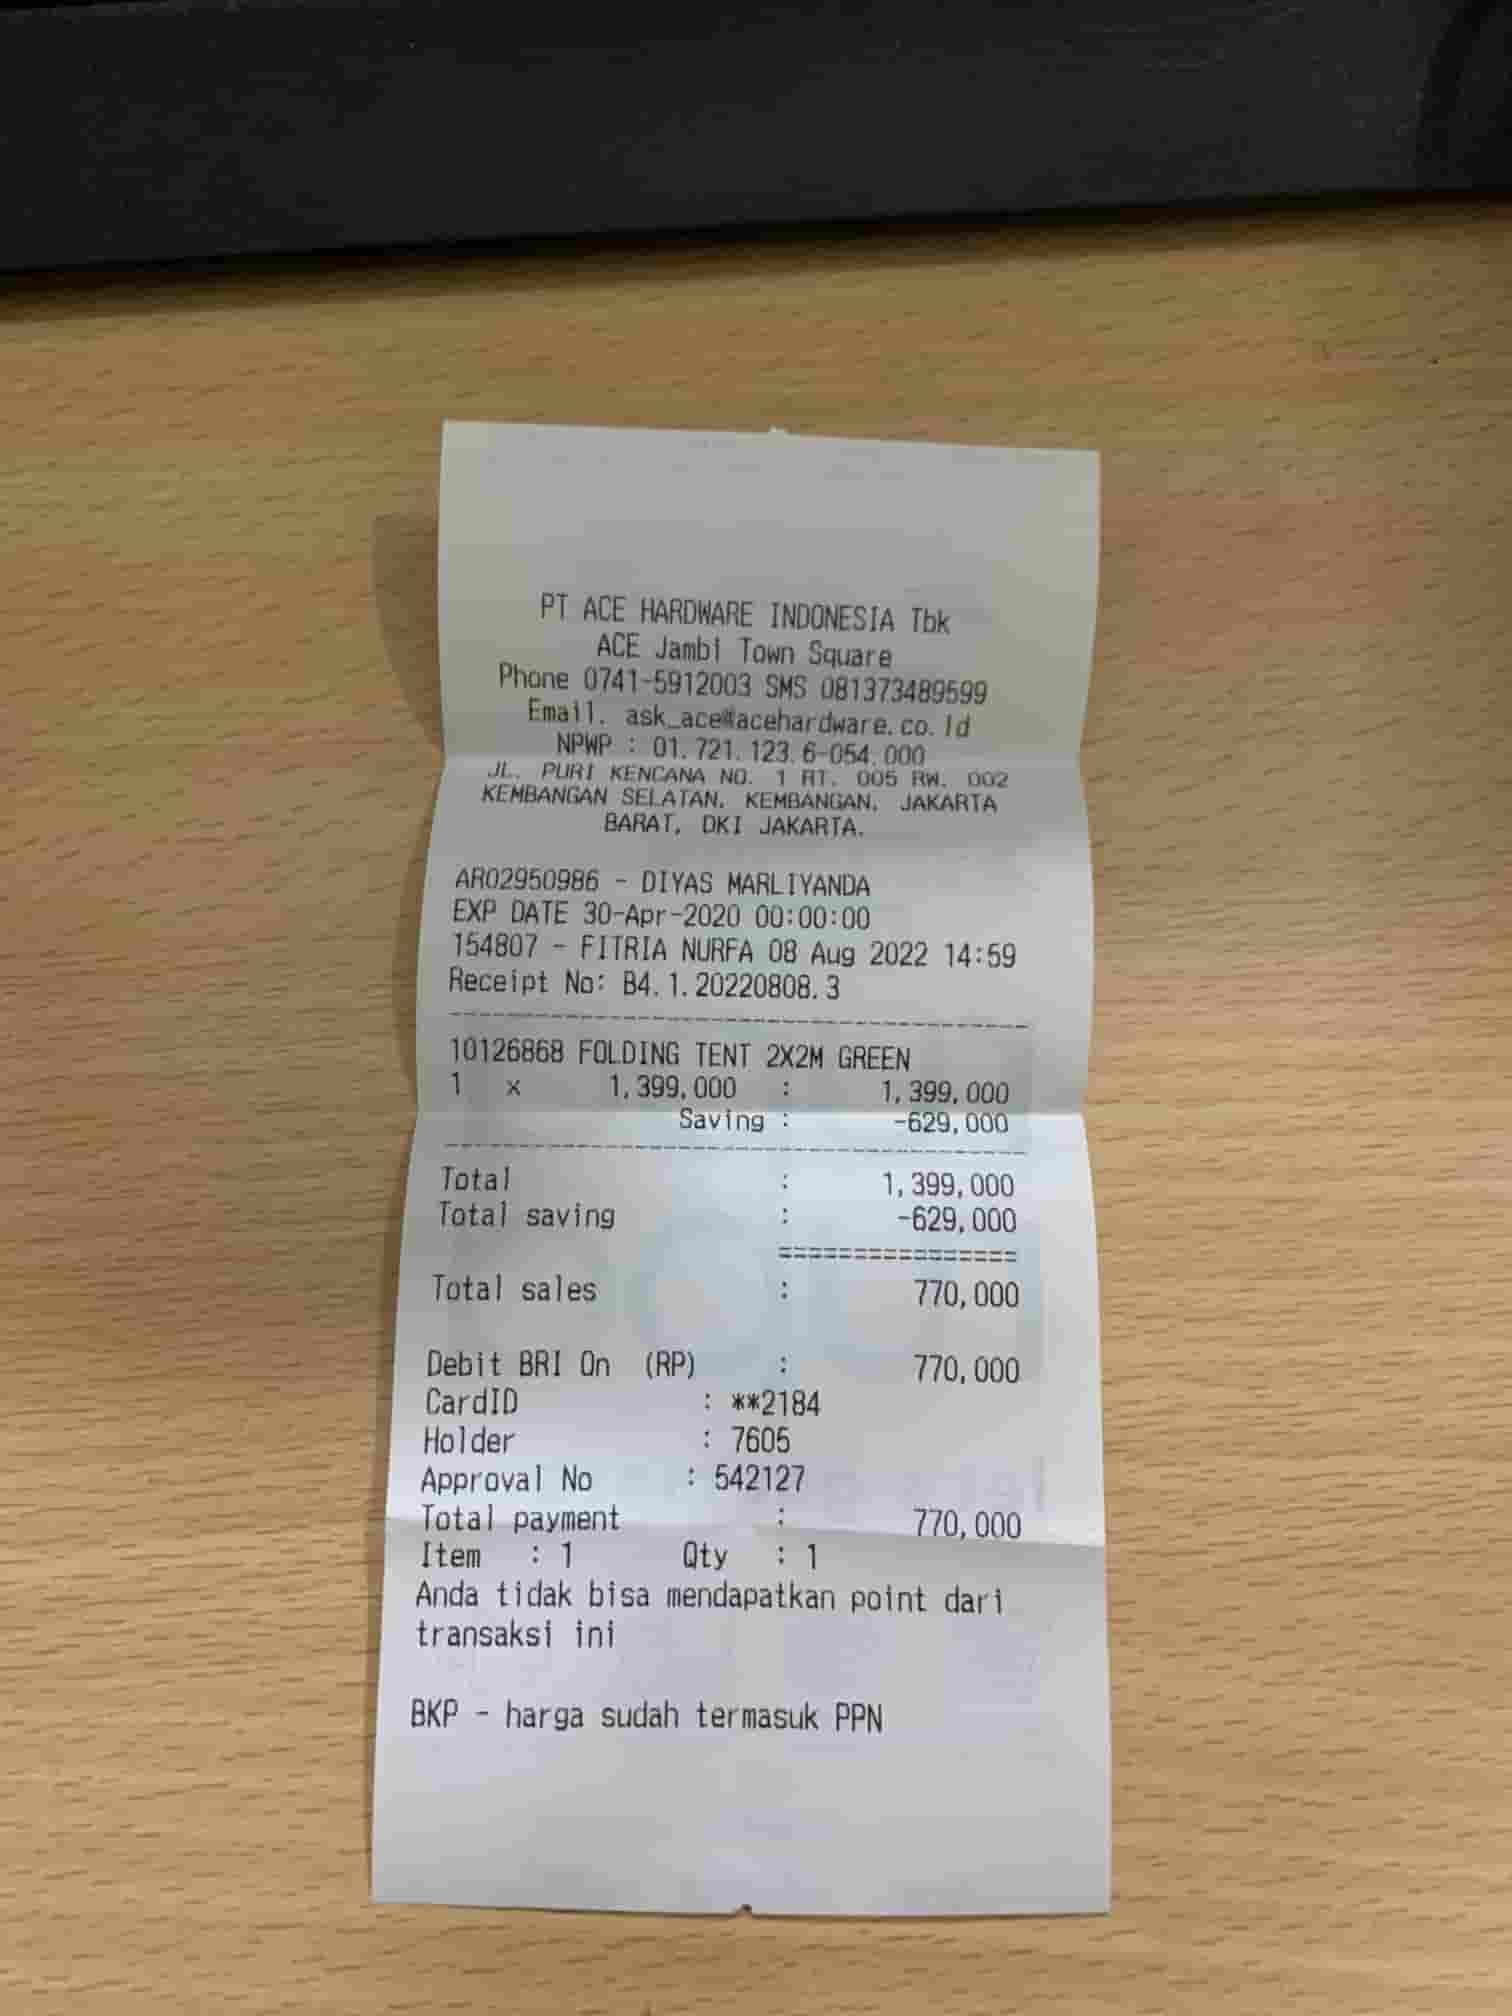 PT ACE HARDWARE INDONESIA Tbk
ACE Jambi Town Square
Phone 0741-5912003 SMS 081373489599
Email. ask_ace@acehardware.co.id
NPWP : 01.721.123.6-054.000
JL. PURI KENCANA NO. 1 RT. 005 RW. 002
KEMBANGAN SELATAN, KEMBANGAN, JAKARTA
BARAT, DKI JAKARTA.
AR02950986 - DIYAS MARLIYANDA
EXP DATE 30-Apr-2020 00:00:00
154807 - FITRIA NURFA 08 Aug 2022 14:59
Receipt No: B4.1.20220808.3
10126868 FOLDING TENT 2X2M GREEN
1 x 1,399,000 : 1,399,000
Saving : -629,000
Total : 1,399,000
Total saving : -629,000
Total sales : 770,000
Debit BRI On (RP) : 770,000
CardID : **2184
Holder : 7605
Approval No : 542127
Total payment : 770,000
Item : 1 Qty : 1
Anda tidak bisa mendapatkan point dari
transaksi ini
BKP - harga sudah termasuk PPN